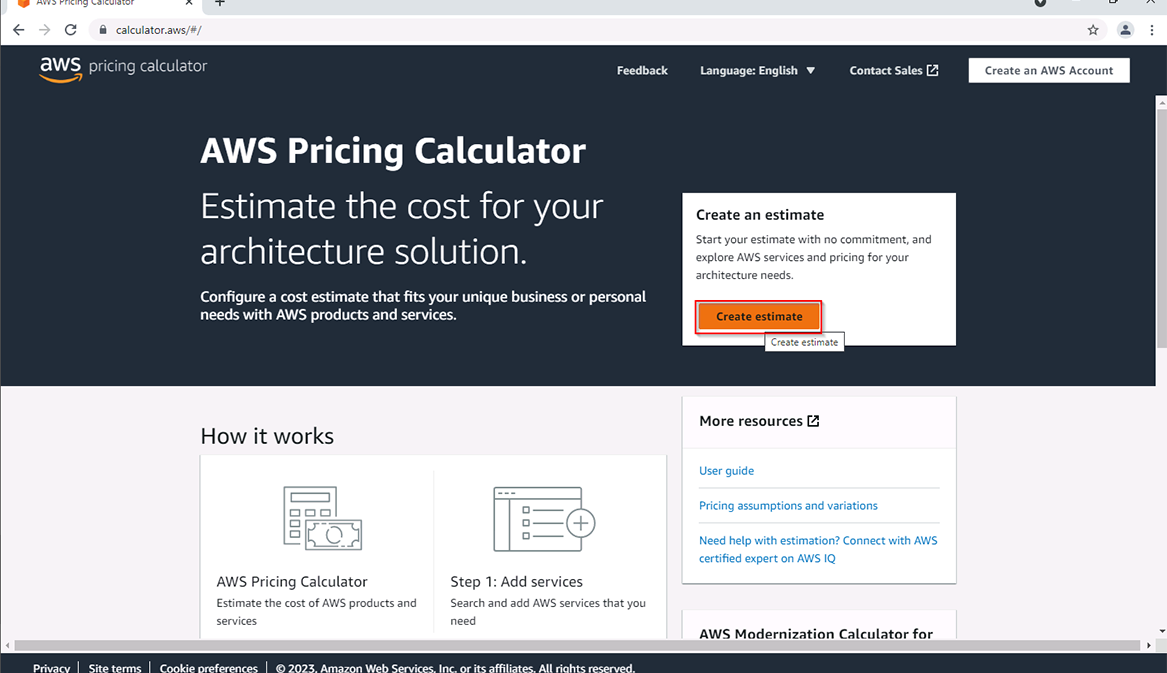 AWS Pricing Calculator
calculator.aws/#/
aws pricing calculator
Feedback
Language: English
Contact Sales
Create an AWS Account
AWS Pricing Calculator
Estimate the cost for your
architecture solution.
Configure a cost estimate that fits your unique business or personal
needs with AWS products and services.
Create an estimate
Start your estimate with no commitment, and
explore AWS services and pricing for your
architecture needs.
Create estimate
Create estimate
How it works
AWS Pricing Calculator
Estimate the cost of AWS products and
services
Step 1: Add services
Search and add AWS services that you
need
More resources
User guide
Pricing assumptions and variations
Need help with estimation? Connect with AWS
certified expert on AWS IQ
AWS Modernization Calculator for
Privacy | Site terms | Cookie preferences | © 2023, Amazon Web Services, Inc. or its affiliates. All rights reserved.